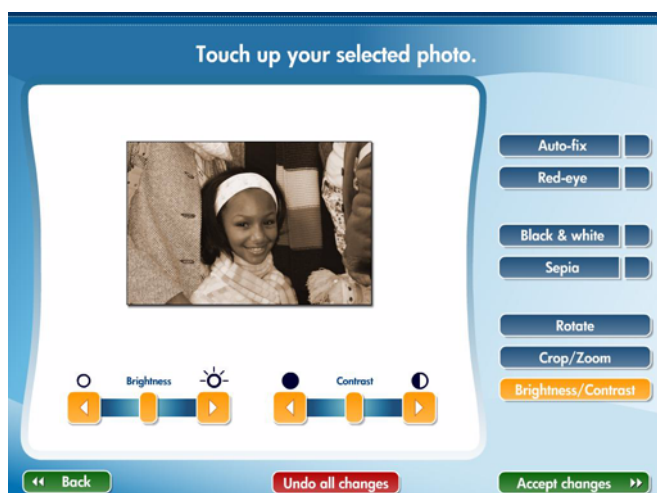 Touch up your selected photo.
Auto-fix
Red-eye
Black & white
Sepia
Rotate
Crop/Zoom
Brightness/Contrast
Brightness
Contrast
Back
Undo all changes
Accept changes